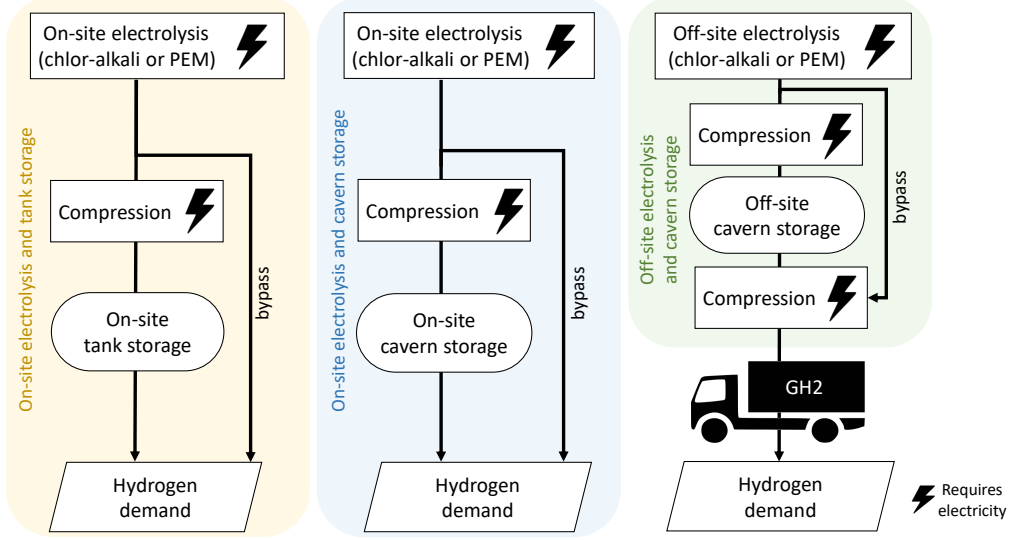 On-site electrolysis and tank storage
On-site electrolysis
(chlor-alkali or PEM)
Compression
bypass
On-site
tank storage
Hydrogen
demand
On-site electrolysis and cavern storage
On-site electrolysis
(chlor-alkali or PEM)
Compression
bypass
On-site
cavern storage
Hydrogen
demand
Off-site electrolysis
and cavern storage
Off-site electrolysis
(chlor-alkali or PEM)
Compression
bypass
Off-site
cavern storage
Compression
GH2
Hydrogen
demand
Requires
electricity